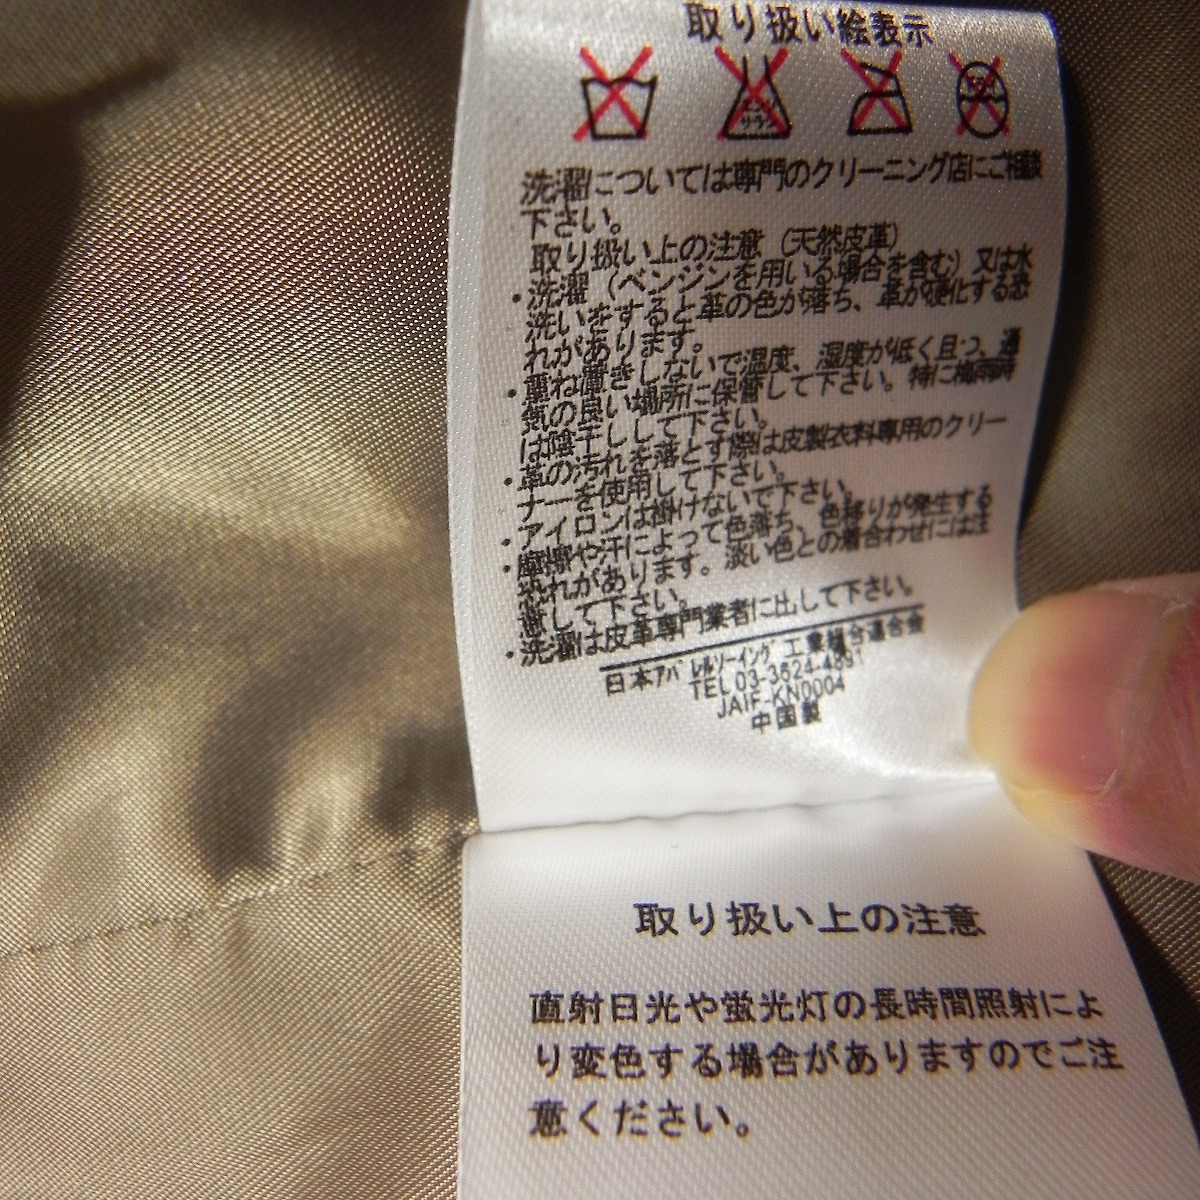 取り扱い絵表示
洗濯については専門のクリーニング店にご相談
下さい。
取り扱い上の注意（天然皮革）
・洗濯（ベンジンを用いる場合を含む）又は水
洗いをすると革の色が落ち、革が硬化する恐
れがあります。
・重ね置きしないで温度、湿度が低く且つ、通
気の良い場所に保管して下さい。特に梅雨時
は陰干しして下さい。
・革の汚れを落とす際は皮製衣料専用のクリー
ナーを使用して下さい。
・アイロンは掛けないで下さい。
・摩擦や汗によって色落ち、色移りが発生する
恐れがあります。淡い色との着合わせには注
意して下さい。
・洗濯は皮革専門業者に出して下さい。
日本アパレルソーイング工業組合連合会
TEL 03-3624-4831
JAIF-KN0004
中国製
取り扱い上の注意
直射日光や蛍光灯の長時間照射によ
り変色する場合がありますのでご注
意ください。